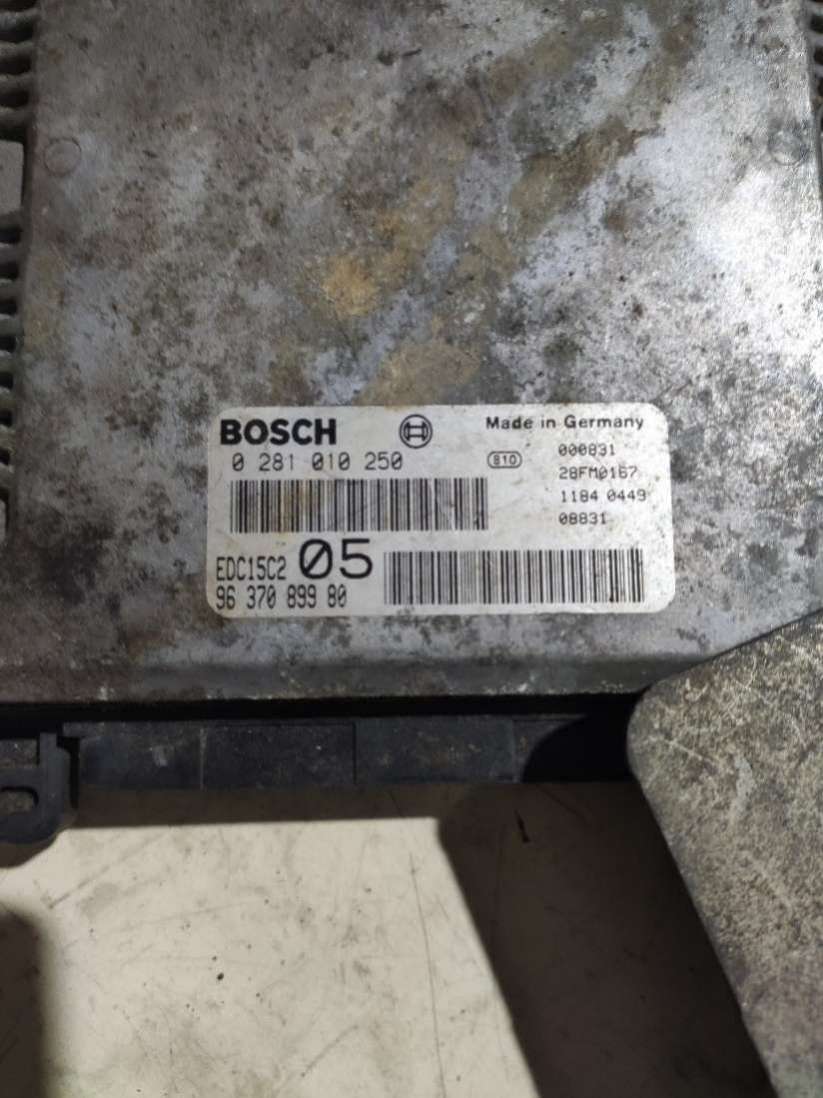 BOSCH
Made in Germany
0 281 010 250
810
000831
28FM0167
1184 0449
08831
EDC15C2 05
96 370 899 80